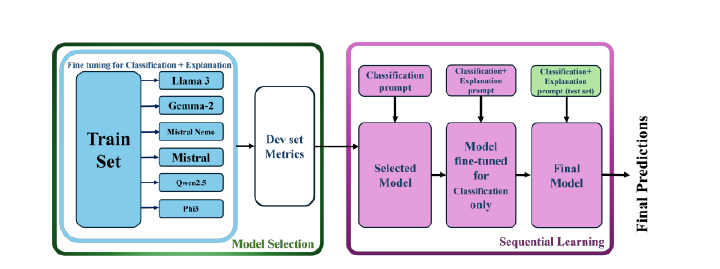 Fine tuning for Classification + Explanation
Train
Set
Llama 3
Gemma-2
Mistral Nemo
Mistral
Qwen2.5
Phi3
Dev set
Metrics
Model Selection
Classification
prompt
Classification+
Explanation
prompt
Classification+
Explanation
prompt (test set)
Selected
Model
Model
fine-tuned
for
Classification
only
Final
Model
Sequential Learning
Final Predictions